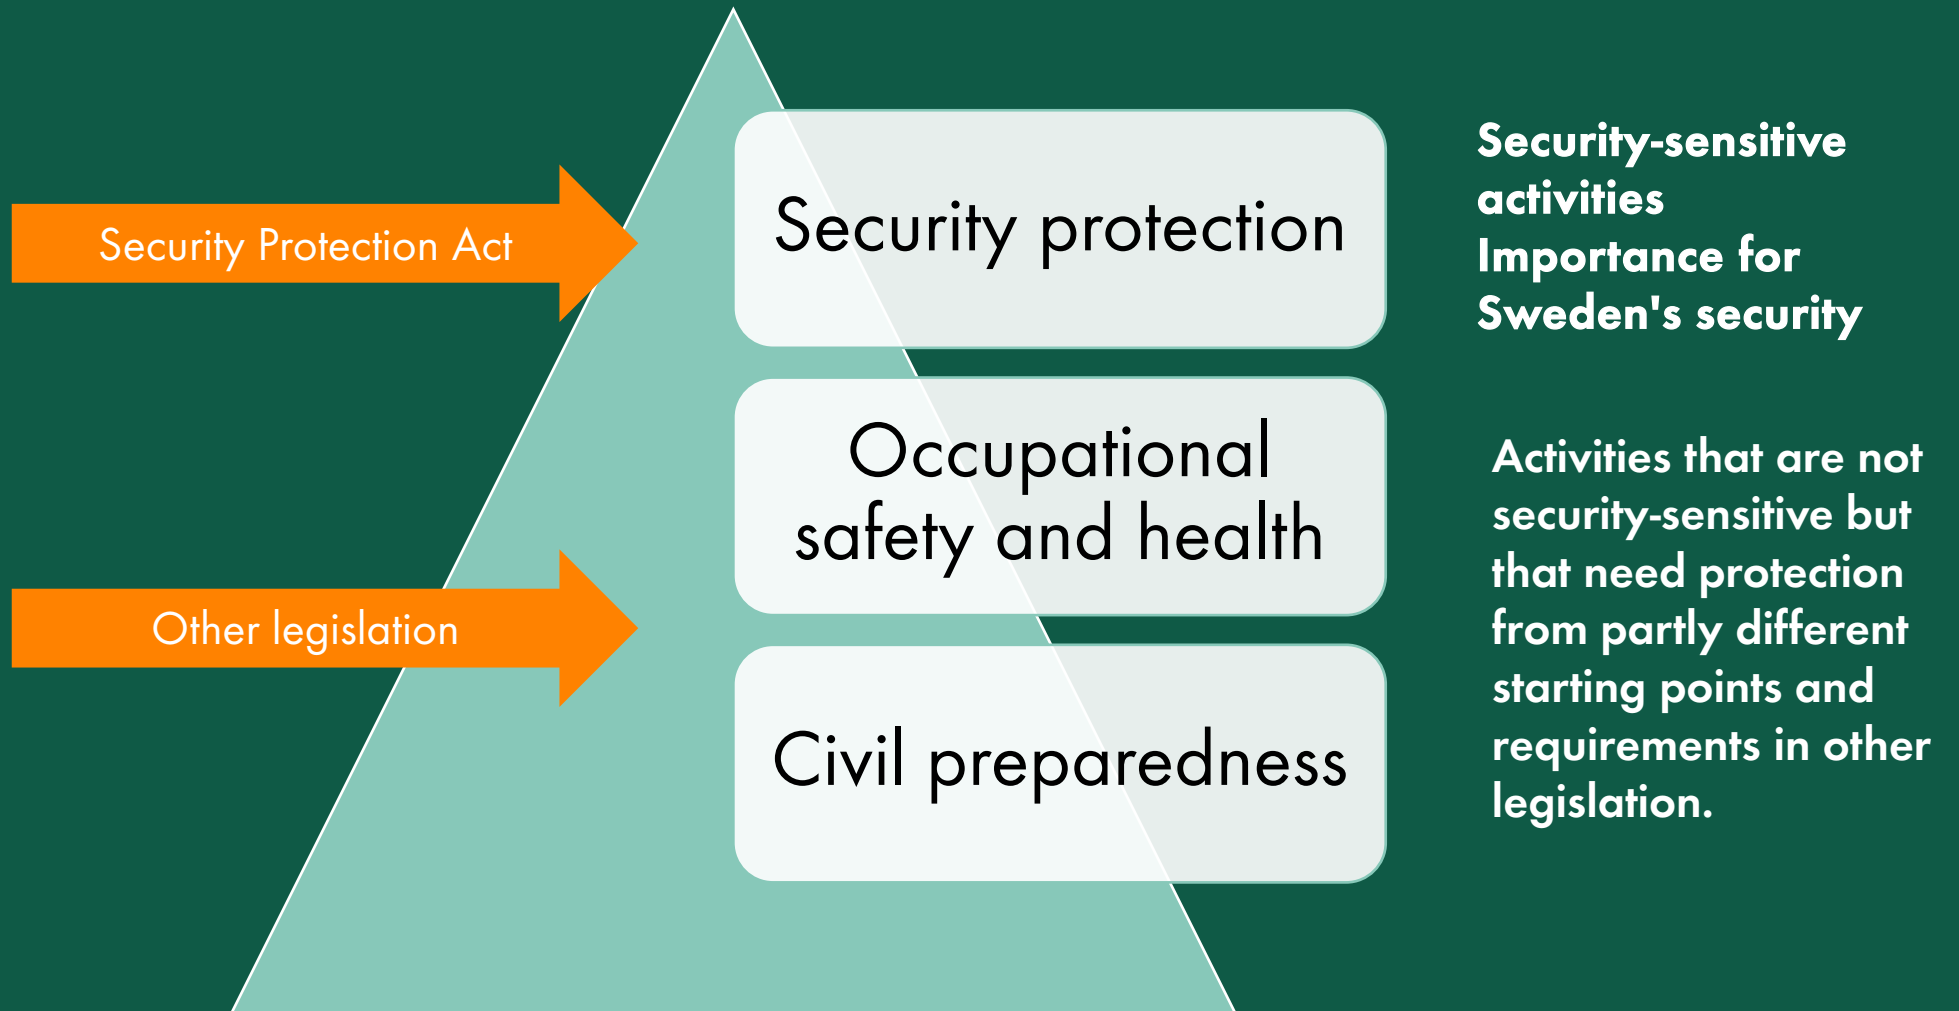 Security Protection Act
Security protection
Security-sensitive
activities
Importance for
Sweden's security
Other legislation
Occupational
safety and health
Civil preparedness
Activities that are not
security-sensitive but
that need protection
from partly different
starting points and
requirements in other
legislation.